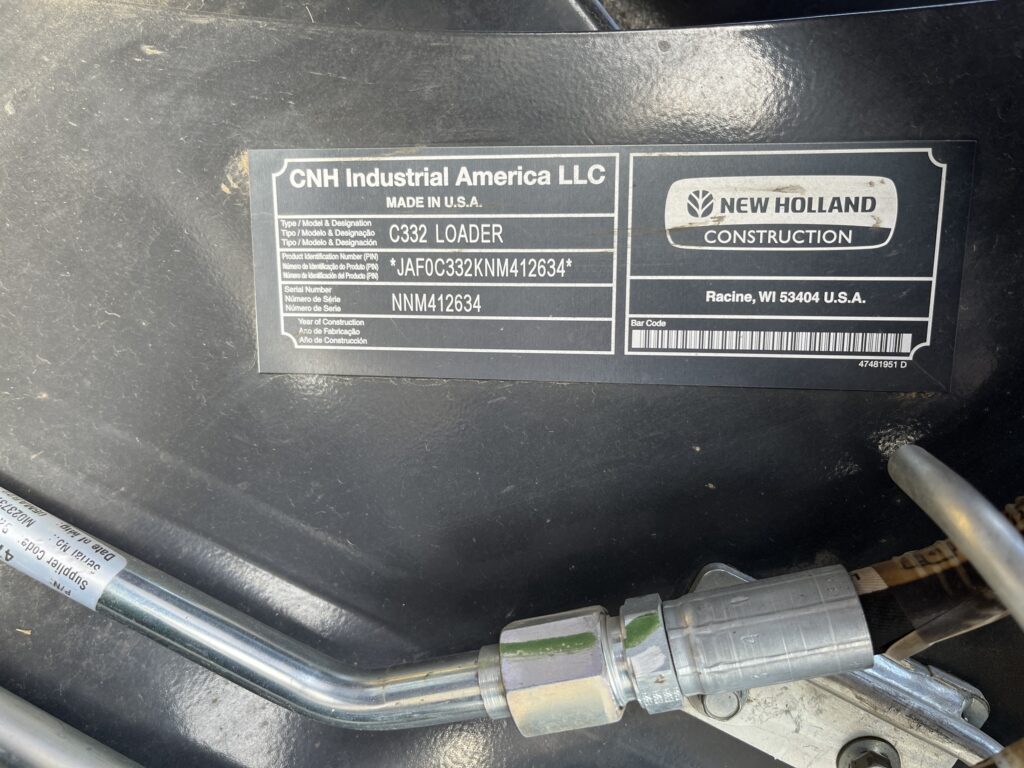 CNH Industrial America LLC
MADE IN U.S.A.
Type / Model & Designation
Tipo / Modelo & Designação
Tipo / Modelo & Designación
C332 LOADER
Product Identification Number (PIN)
Número de Identificação do Produto (PIN)
Número de Identificación del Producto (PIN)
*JAF0C332KNM412634*
Serial Number
Número de Série
Número de Serie
NNM412634
Year of Construction
Ano de Fabricação
Año de Construcción
NEW HOLLAND
CONSTRUCTION
Racine, WI 53404 U.S.A.
Bar Code
47481951 D
P/N:
Supplier Code:
Serial No.:
Date of Mfg.: